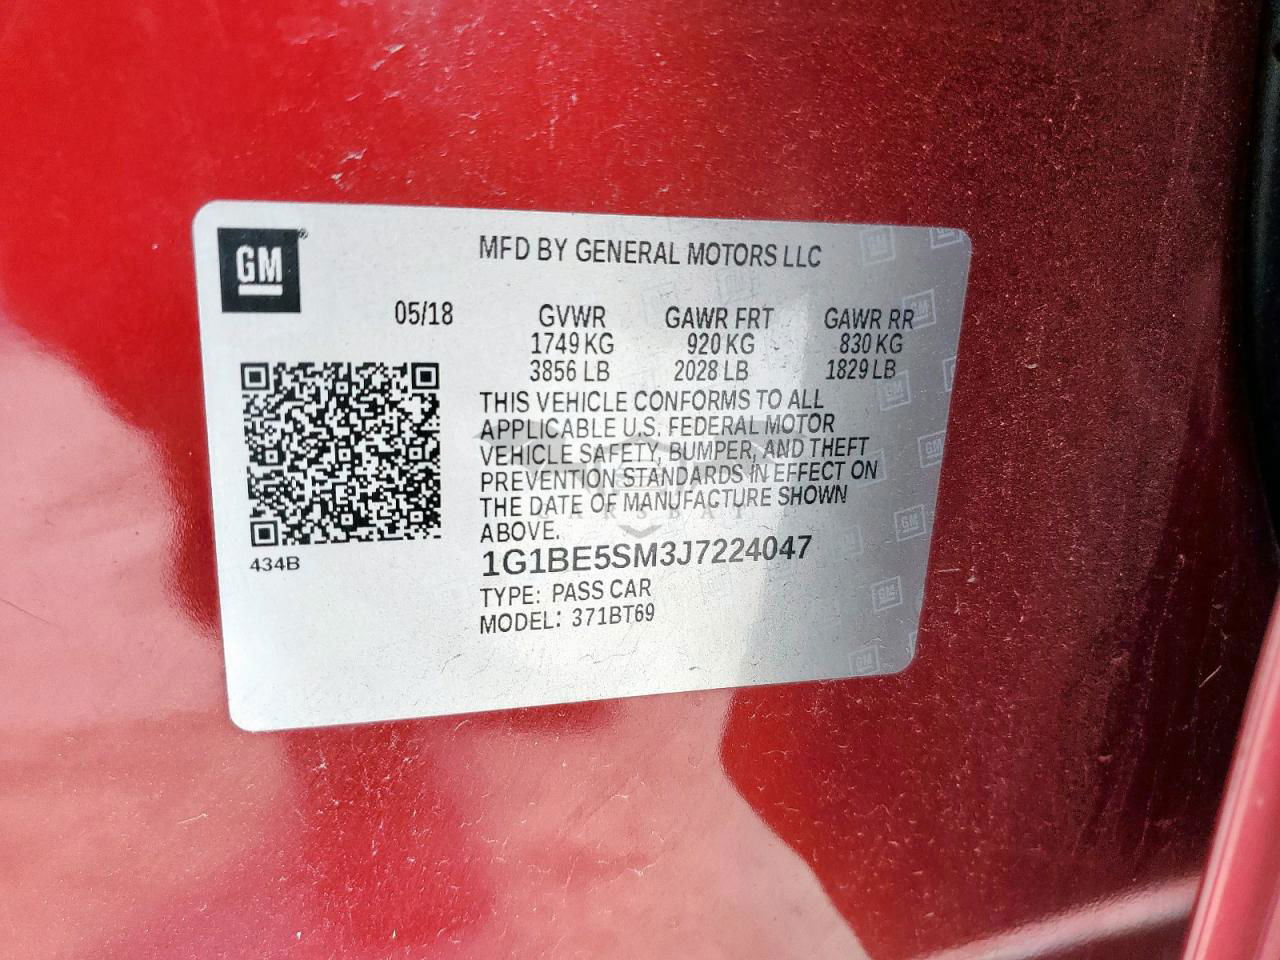 GM®
MFD BY GENERAL MOTORS LLC
05/18 GVWR GAWR FRT GAWR RR
1749 KG 920 KG 830 KG
3856 LB 2028 LB 1829 LB
THIS VEHICLE CONFORMS TO ALL
APPLICABLE U.S. FEDERAL MOTOR
VEHICLE SAFETY, BUMPER, AND THEFT
PREVENTION STANDARDS IN EFFECT ON
THE DATE OF MANUFACTURE SHOWN
ABOVE.
434B
1G1BE5SM3J7224047
TYPE: PASS CAR
MODEL: 371BT69